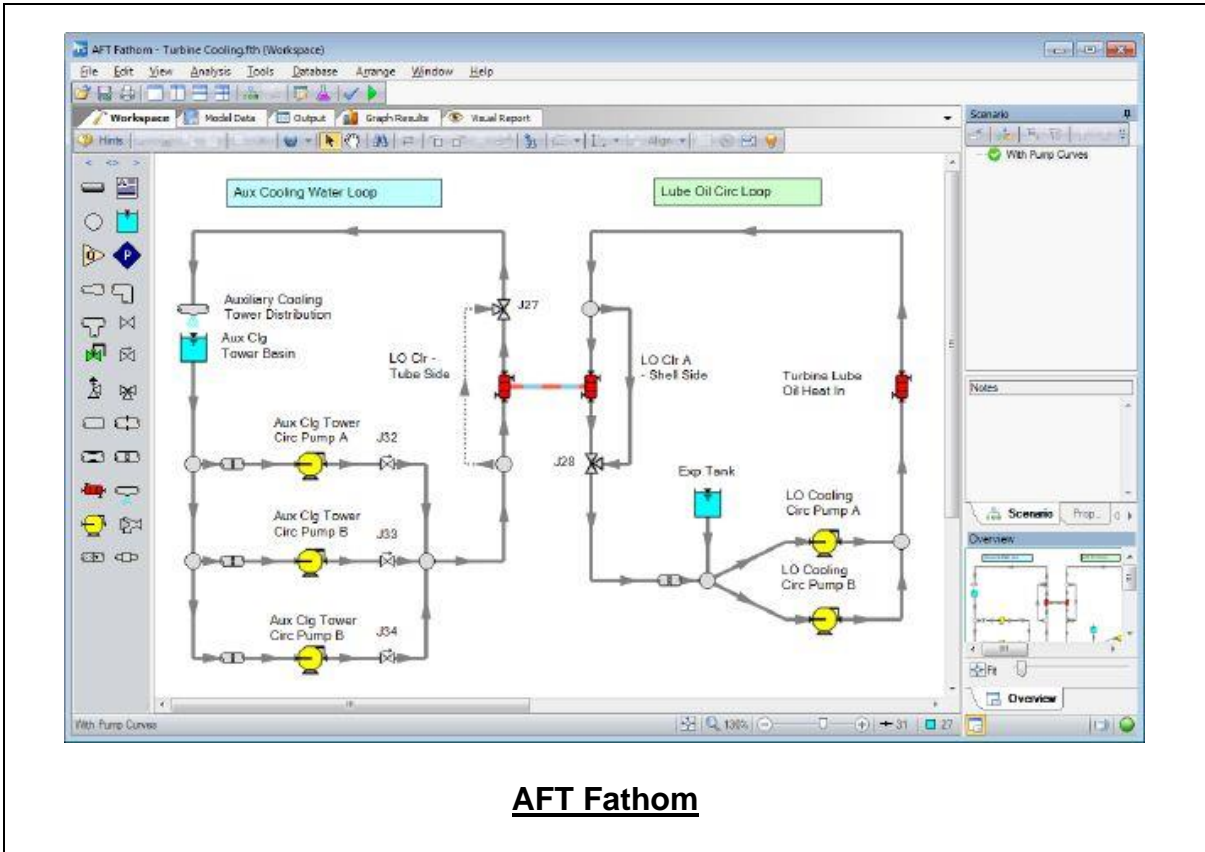 AFT Fathom - Turbine Cooling.fth (Workspace)
File Edit View Analysis Tools Database Arrange Window Help
Workspace Model Data Output Graph Results Visual Report
Hints
Align
Scenario
With Pump Curves
Aux Cooling Water Loop
Lube Oil Circ Loop
J27
Auxiliary Cooling
Tower Distribution
Aux Clg
Tower Basin
LO Clr -
Tube Side
LO Clr A
- Shell Side
Turbine Lube
Oil Heat In
Notes
Aux Clg Tower
Circ Pump A
J32
J28
Exp Tank
LO Cooling
Circ Pump A
Aux Clg Tower
Circ Pump B
J33
LO Cooling
Circ Pump B
Aux Clg Tower
Circ Pump B
J34
Scenario Prop..
Overview
Fit
Overview
With Pump Curves
130%
31
27
AFT Fathom